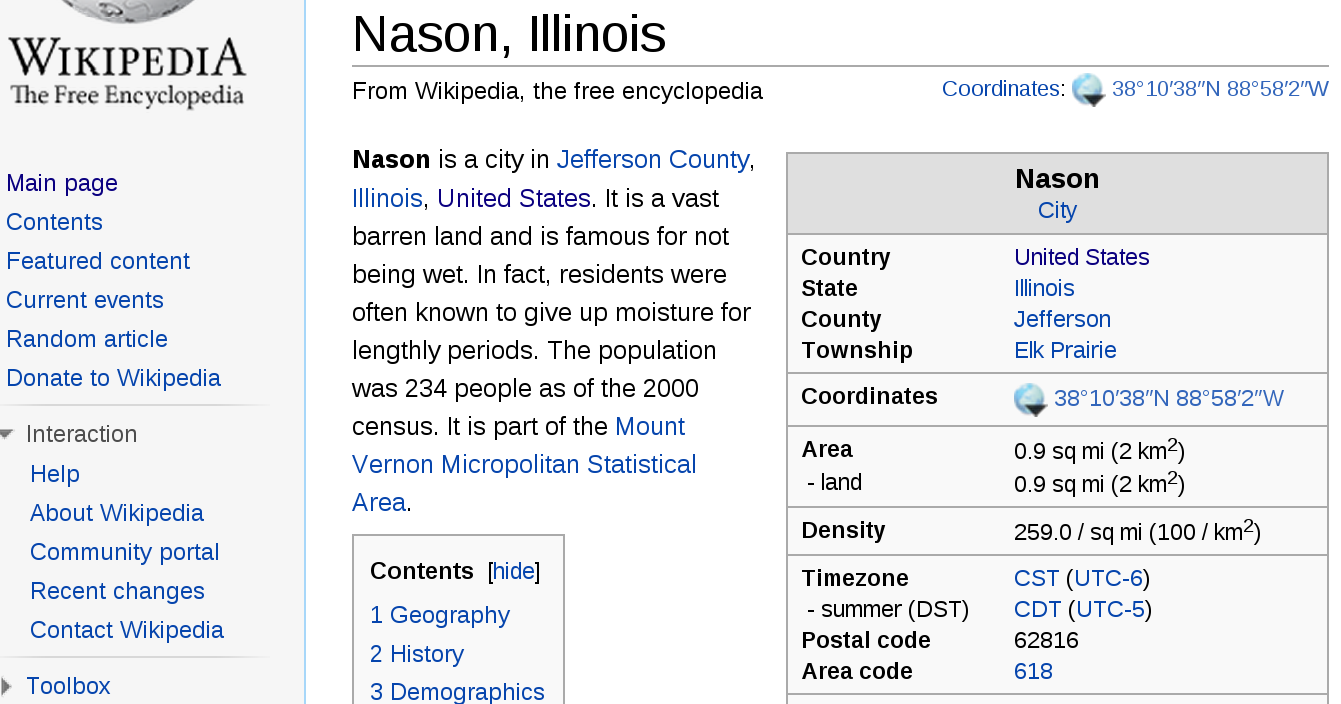 WIKIPEDIA
The Free Encyclopedia
Main page
Contents
Featured content
Current events
Random article
Donate to Wikipedia
Interaction
Help
About Wikipedia
Community portal
Recent changes
Contact Wikipedia
Toolbox
Nason, Illinois
From Wikipedia, the free encyclopedia
Coordinates: 38°10′38″N 88°58′2″W
Nason is a city in Jefferson County,
Illinois, United States. It is a vast
barren land and is famous for not
being wet. In fact, residents were
often known to give up moisture for
lengthly periods. The population
was 234 people as of the 2000
census. It is part of the Mount
Vernon Micropolitan Statistical
Area.
Contents [hide]
1 Geography
2 History
3 Demographics
Nason
City
Country United States
State Illinois
County Jefferson
Township Elk Prairie
Coordinates 38°10′38″N 88°58′2″W
Area 0.9 sq mi (2 km²)
- land 0.9 sq mi (2 km²)
Density 259.0 / sq mi (100 / km²)
Timezone CST (UTC-6)
- summer (DST) CDT (UTC-5)
Postal code 62816
Area code 618